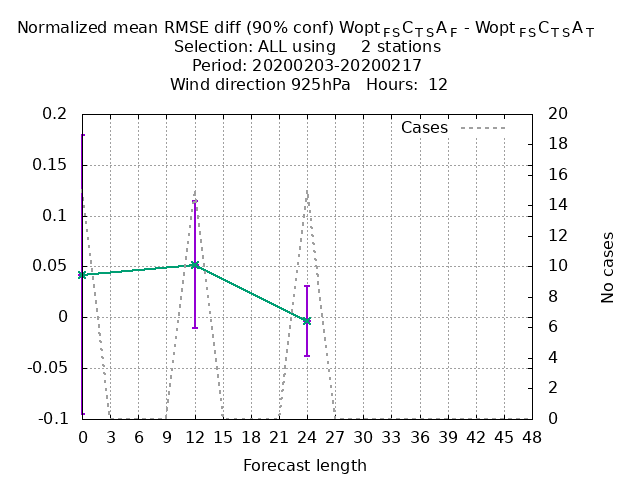 Normalized mean RMSE diff (90% conf) Wopt FS C TS A F - Wopt FS C TS A T
Selection: ALL using 2 stations
Period: 20200203-20200217
Wind direction 925hPa Hours: 12
Cases
0.2
0.15
0.1
0.05
0
-0.05
-0.1
20
18
16
14
12
10
8
6
4
2
0
No cases
0 3 6 9 12 15 18 21 24 27 30 33 36 39 42 45 48
Forecast length